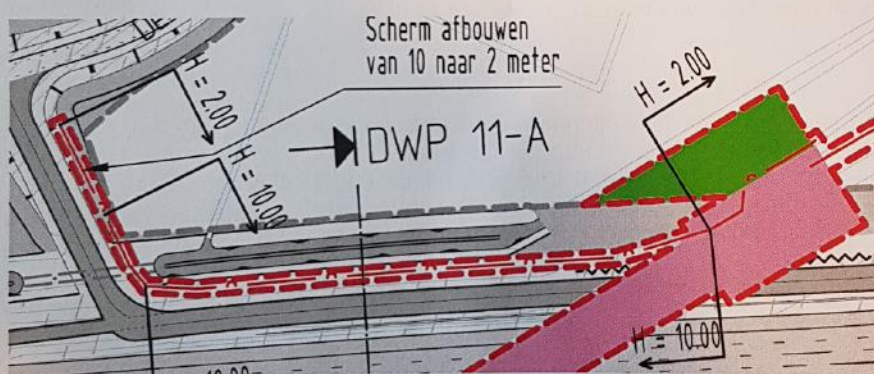 Scherm afbouwen
van 10 naar 2 meter
H = 2.00
H = 2.00
H = 10.00
DWP 11-A
H = 10.00